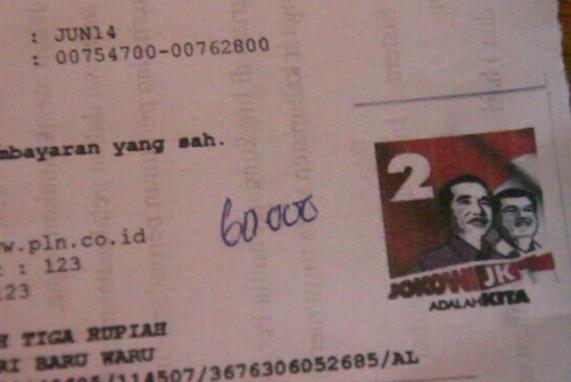 : JUN14
: 00754700-00762800
mbayaran yang sah.
60000
w.pln.co.id
: 123
123
2
JOKOWI JK
ADALAH KITA
H TIGA RUPIAH
RI BARU WARU
/114507/3676306052685/AL